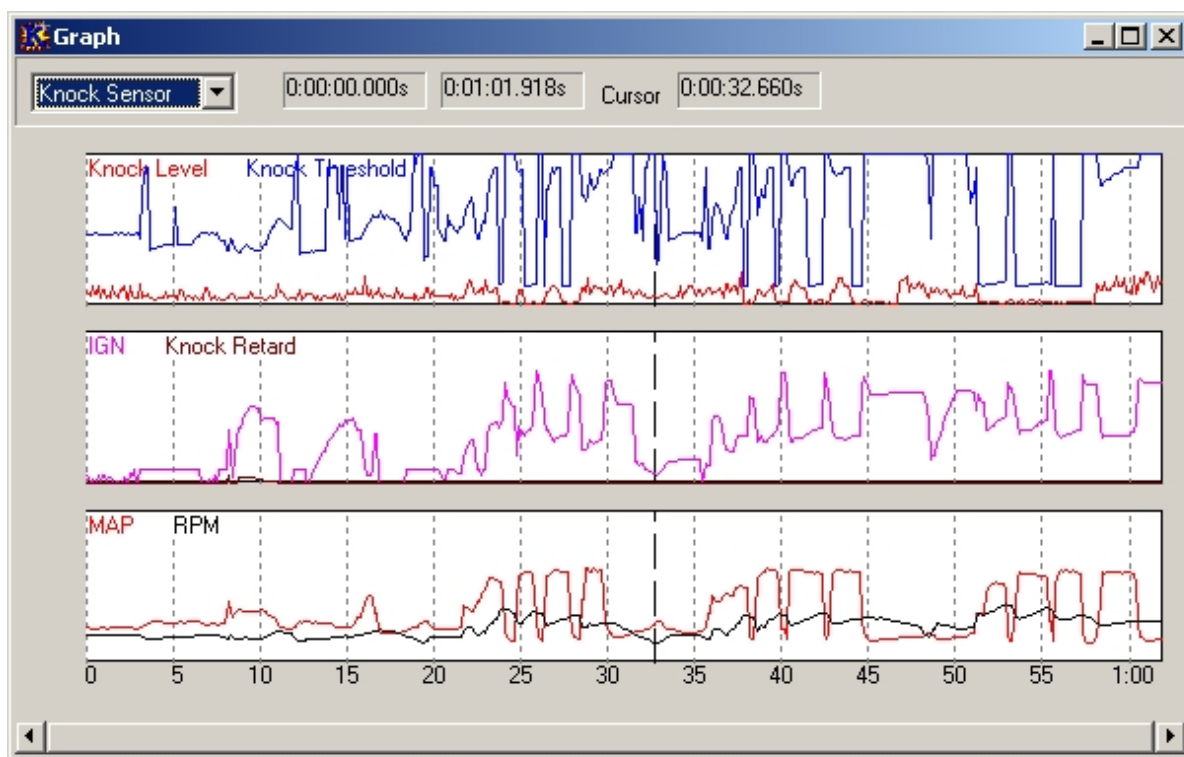 Graph
Knock Sensor 0:00:00.000s 0:01:01.918s Cursor 0:00:32.660s
Knock Level Knock Threshold
IGN Knock Retard
MAP RPM
0 5 10 15 20 25 30 35 40 45 50 55 1:00